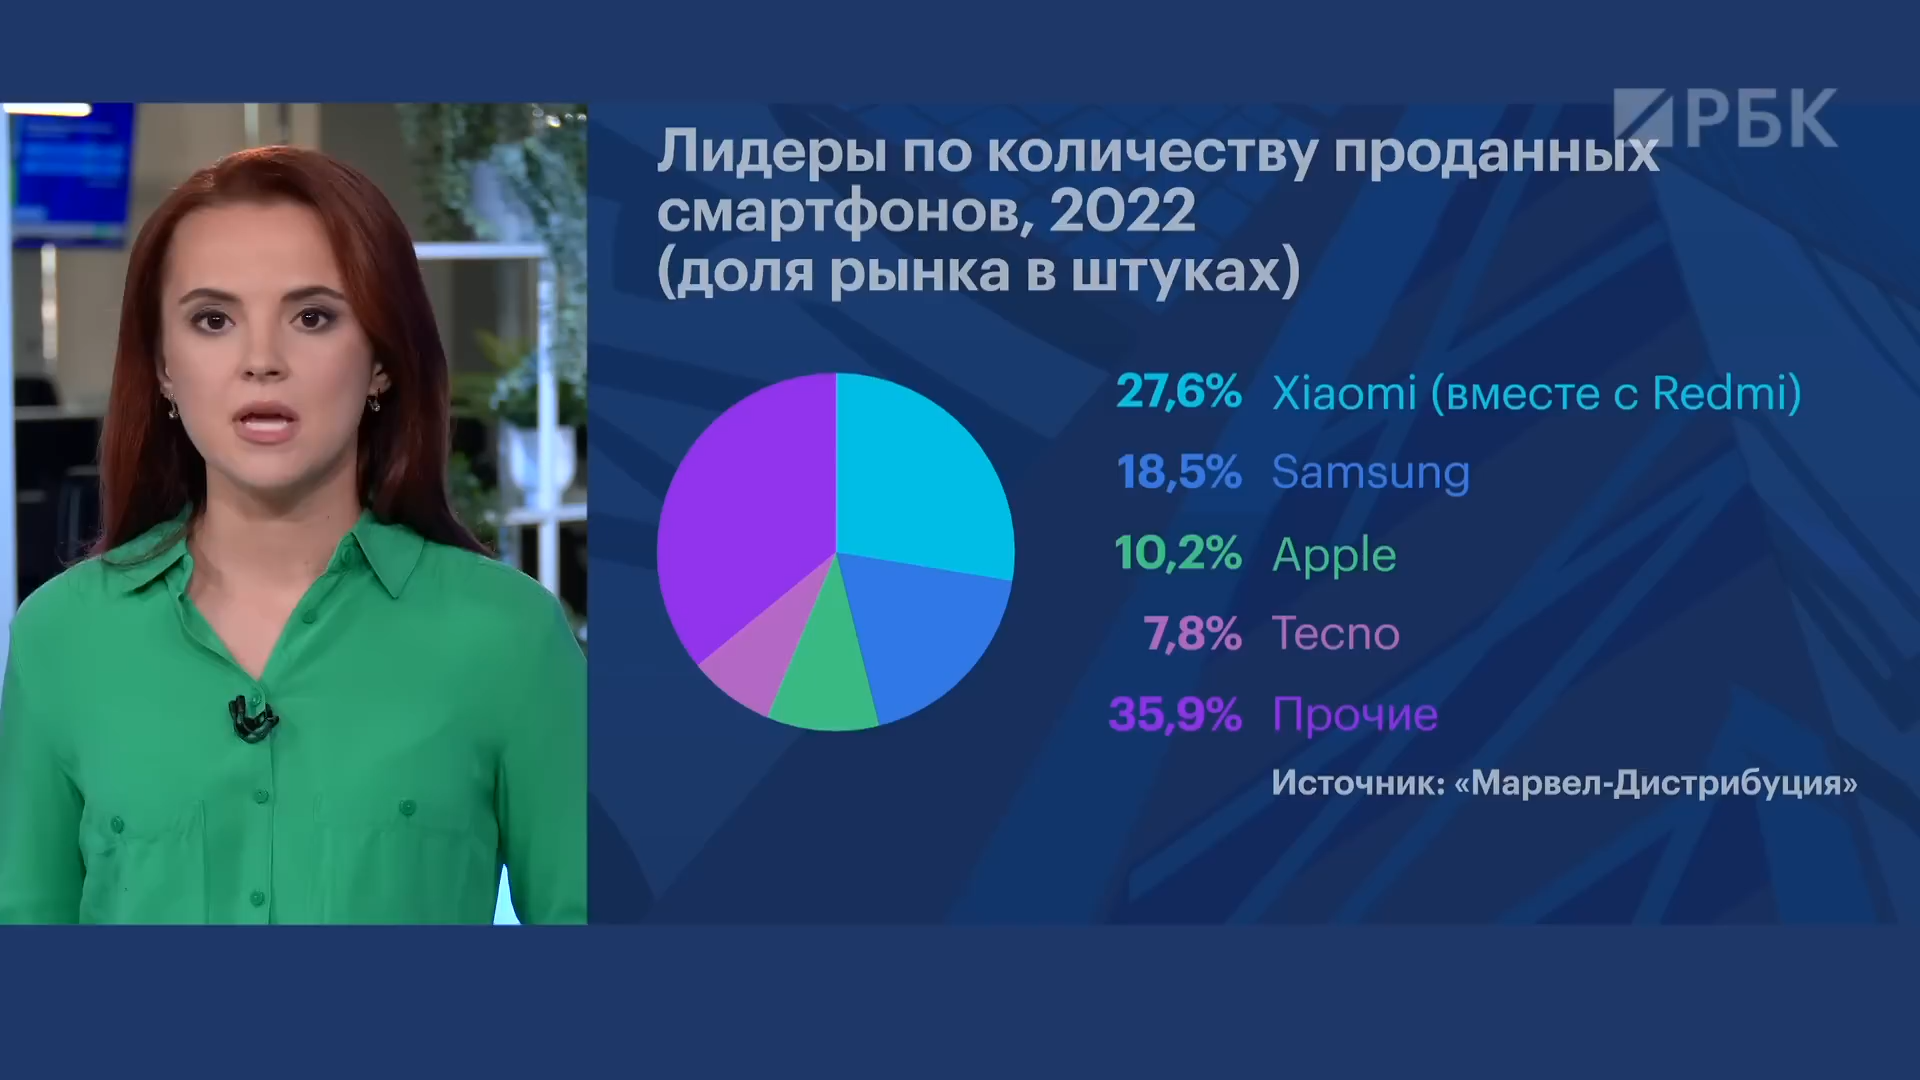 РБК
Лидеры по количеству проданных
смартфонов, 2022
(доля рынка в штуках)
27,6% Xiaomi (вместе с Redmi)
18,5% Samsung
10,2% Apple
7,8% Tecno
35,9% Прочие
Источник: «Марвел-Дистрибуция»